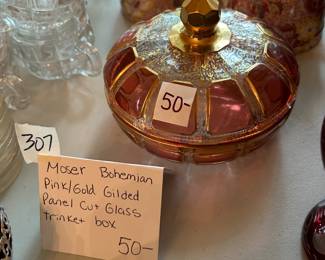 50-
307
Moser Bohemian
Pink/Gold Gilded
Panel Cut Glass
trinket box
50-